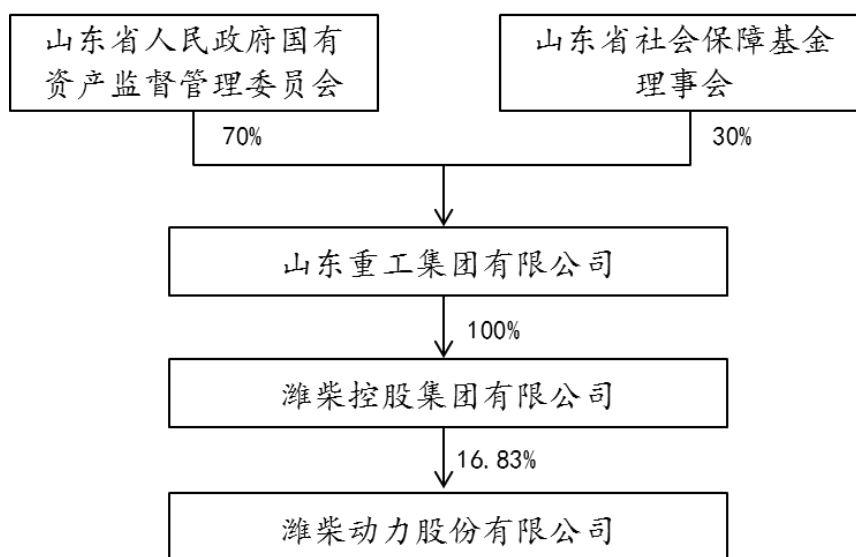 山东省人民政府国有
资产监督管理委员会
山东省社会保障基金
理事会
70%
30%
山东重工集团有限公司
100%
潍柴控股集团有限公司
16.83%
潍柴动力股份有限公司